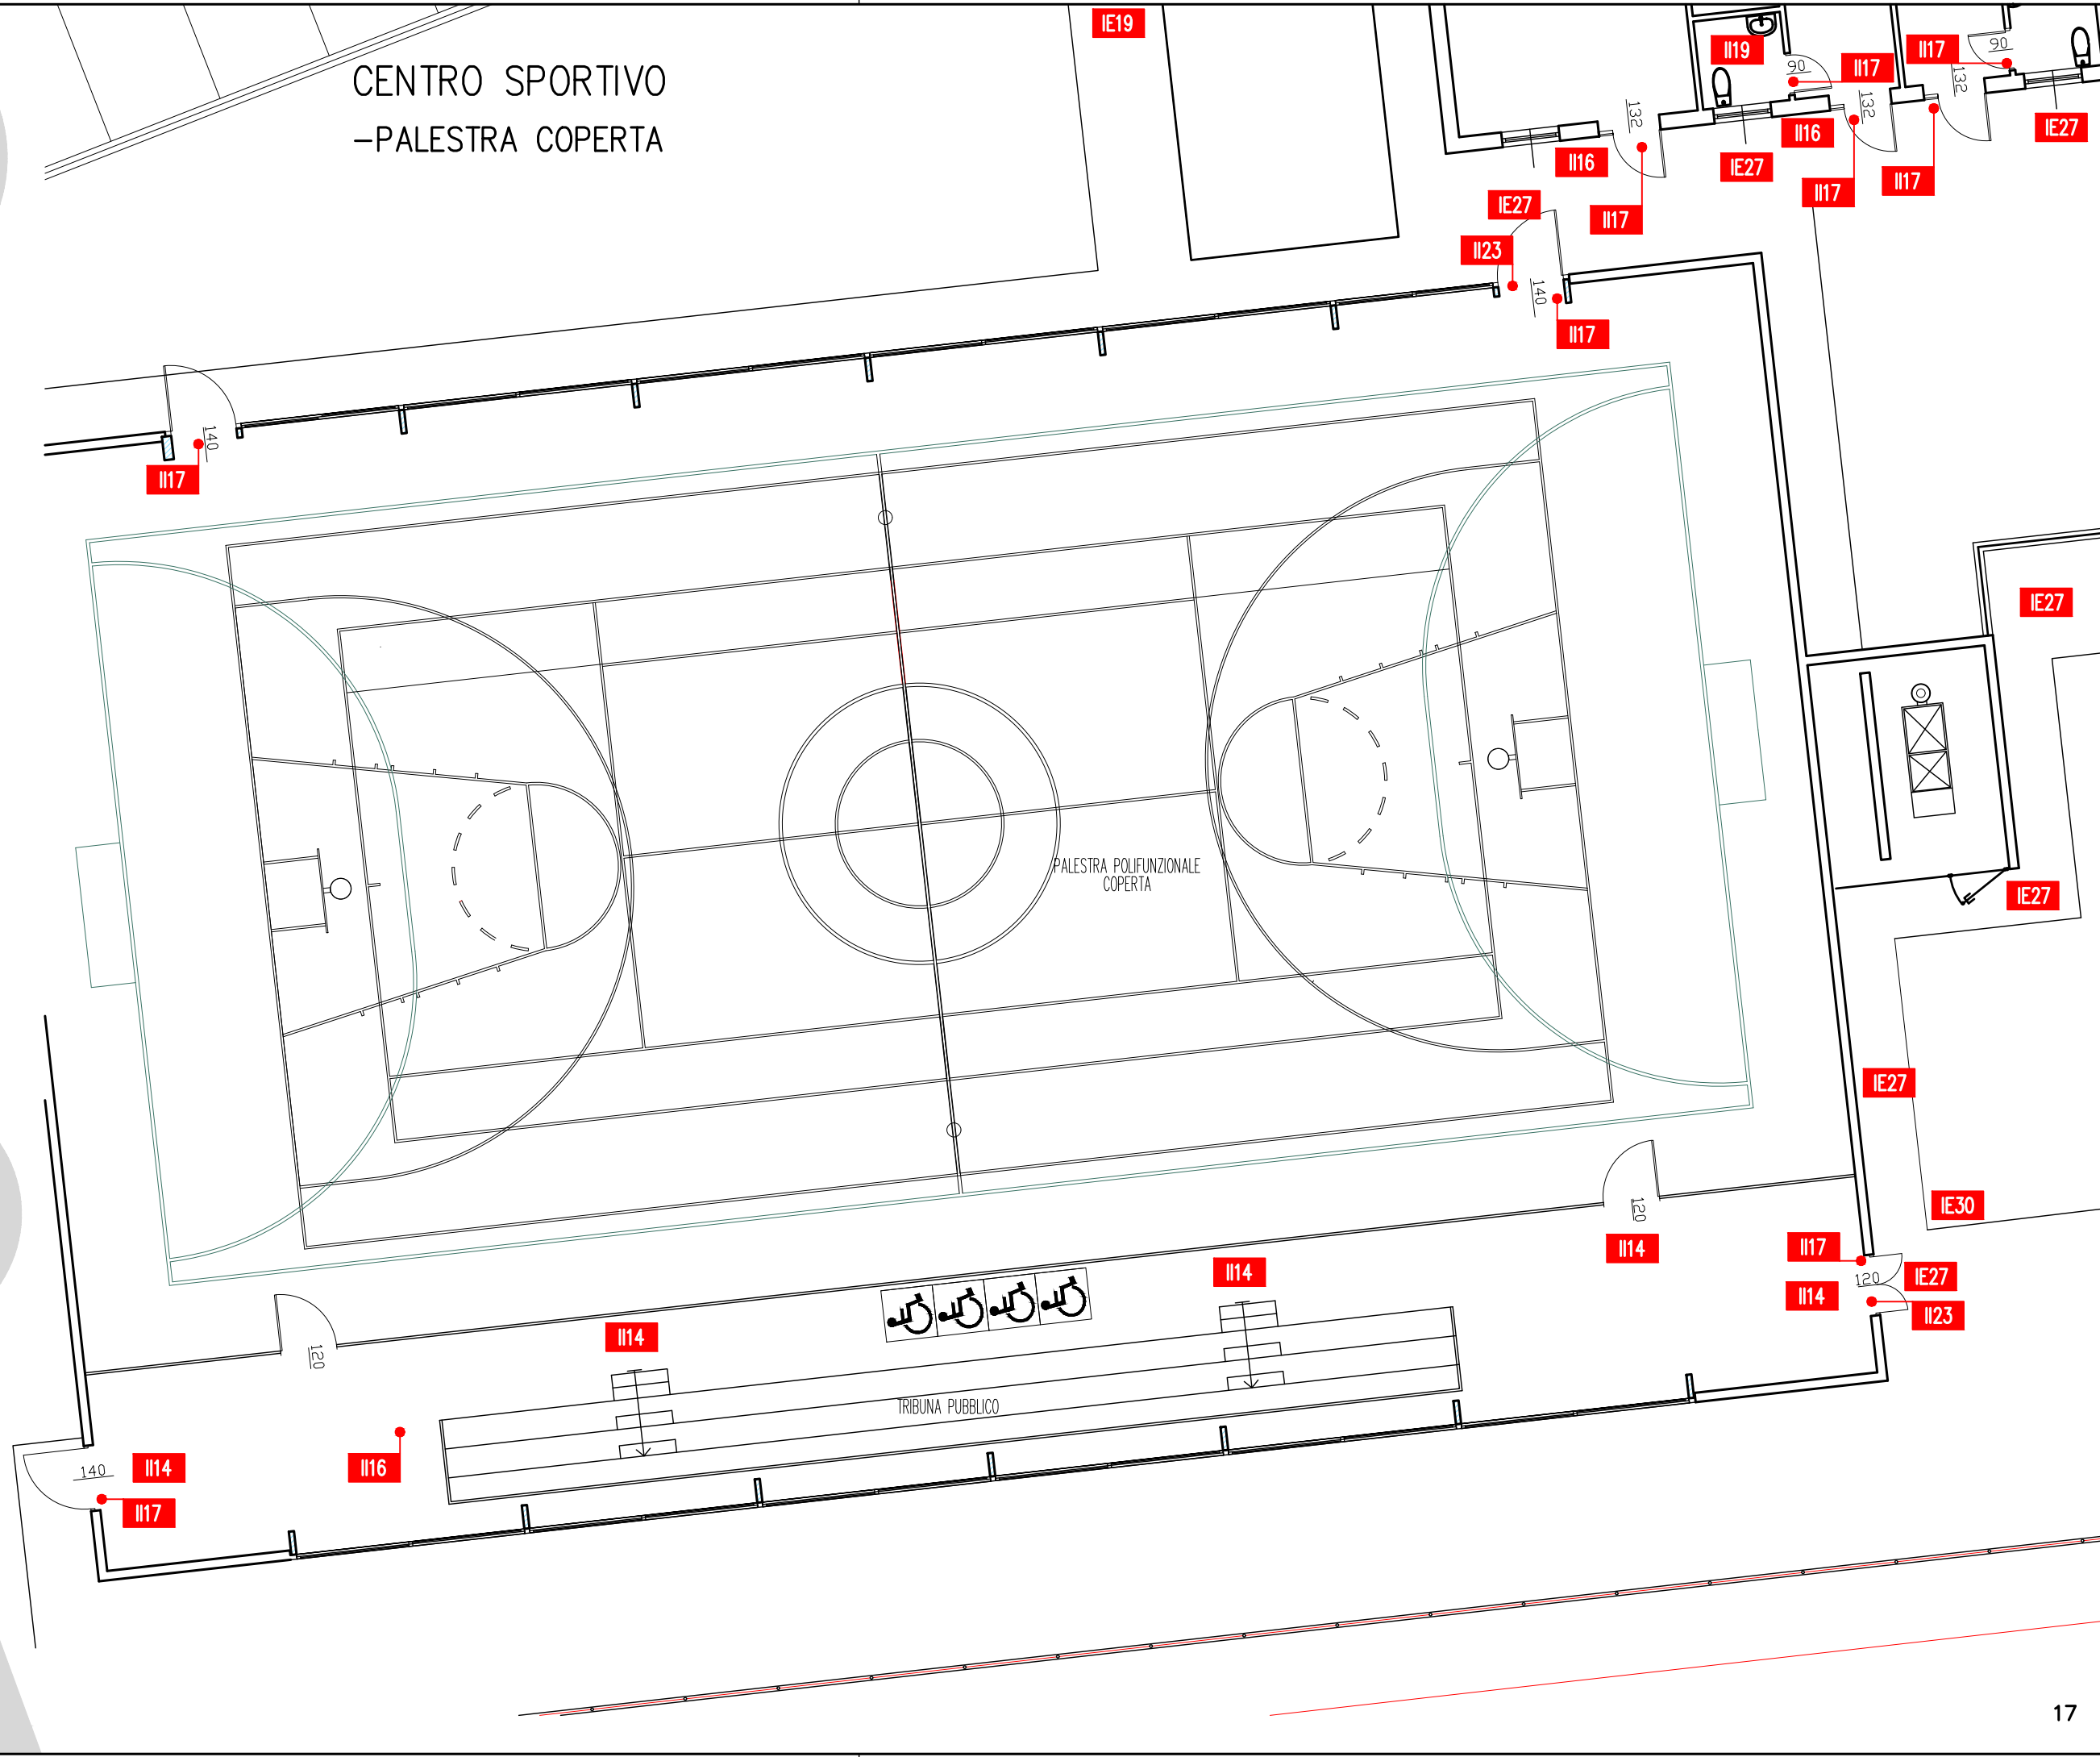 IE19
CENTRO SPORTIVO
-PALESTRA COPERTA
II19
90
II17
II17
90
132
132
132
II16
IE27
II16
IE27
II17
II17
II17
IE27
II23
140
II17
140
II17
IE27
PALESTRA POLIFUNZIONALE
COPERTA
IE27
IE27
IE30
120
II14
II17
120
IE27
II14
II23
II14
II14
120
TRIBUNA PUBBLICO
140
II14
II16
II17
17